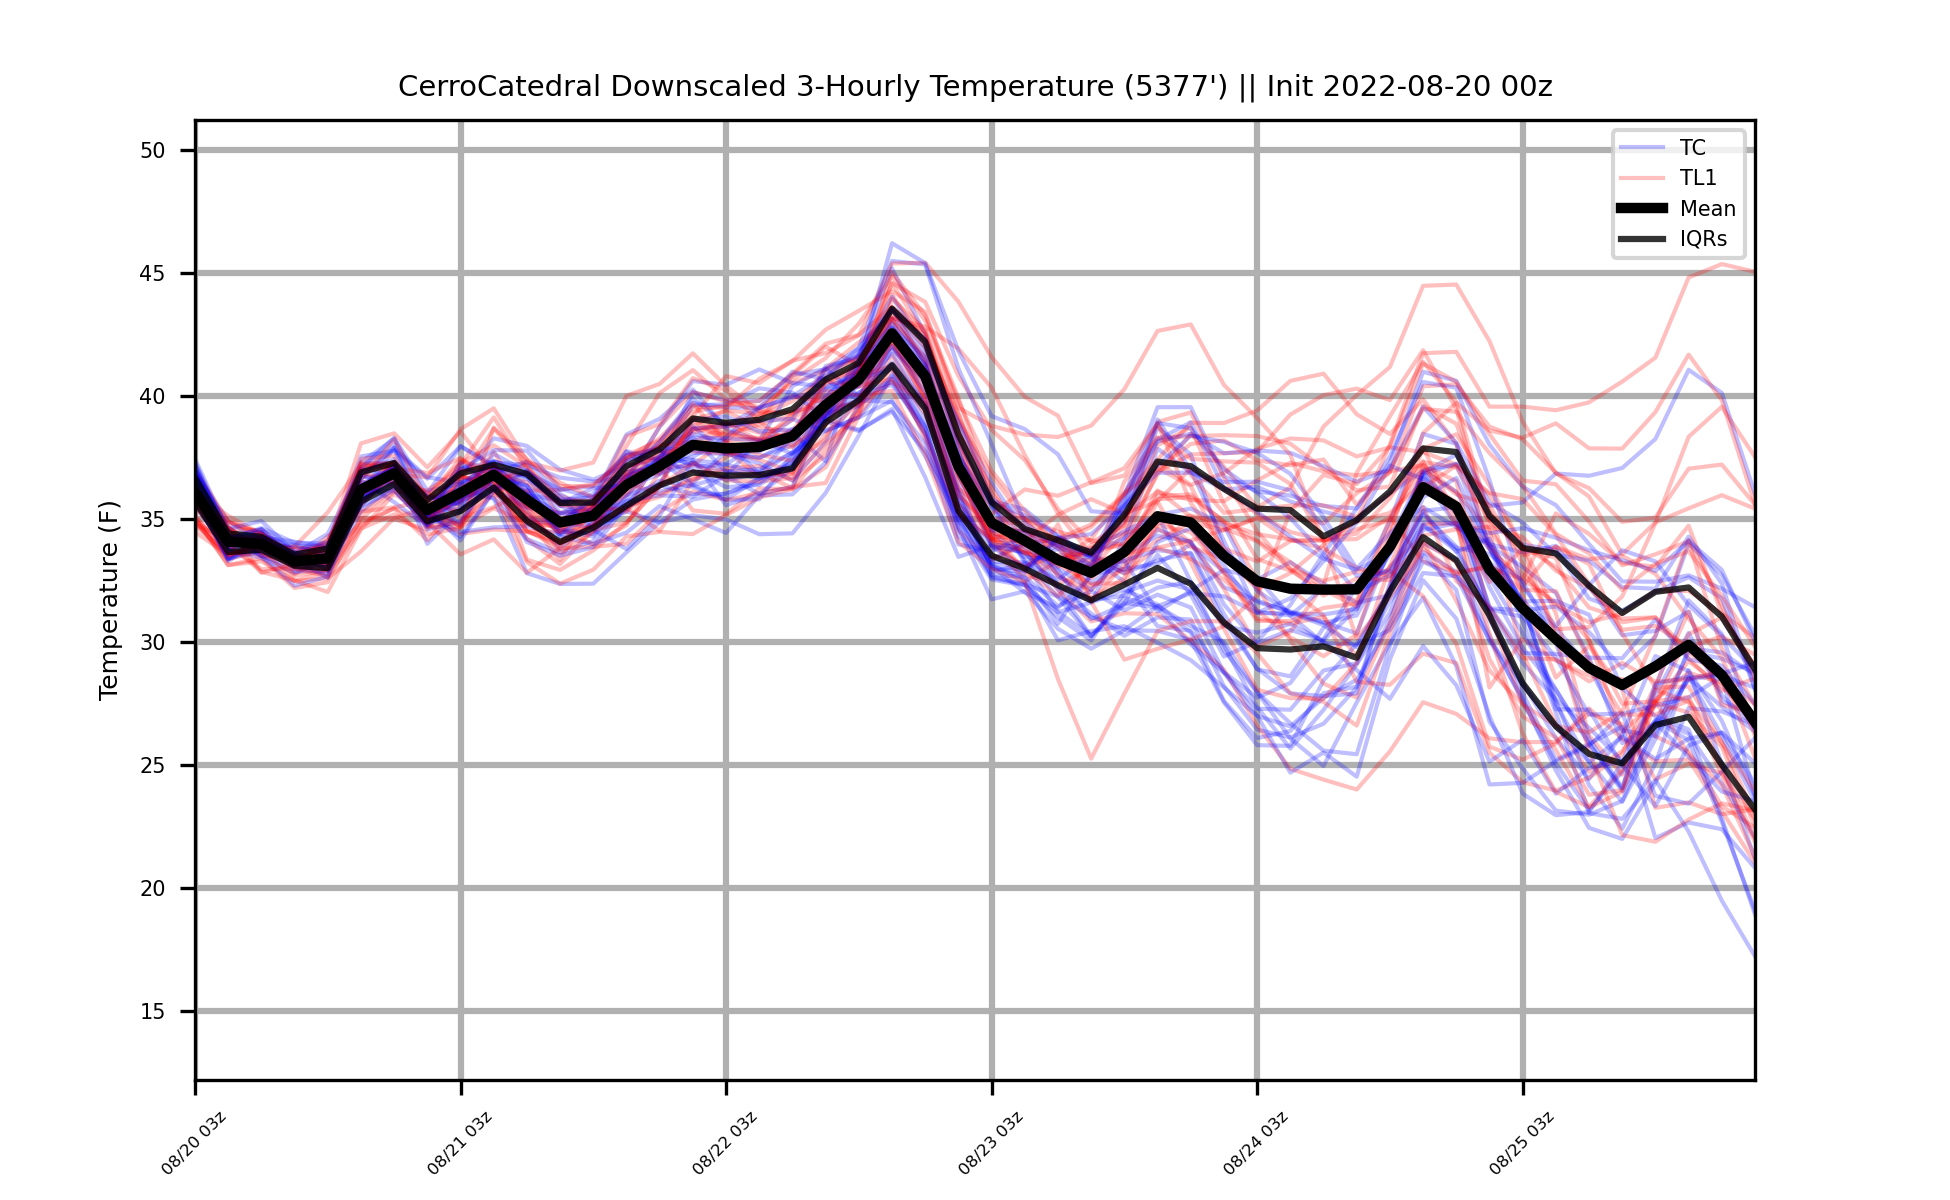 CerroCatedral Downscaled 3-Hourly Temperature (5377') || Init 2022-08-20 00z
TC
TL1
Mean
IQRs
Temperature (F)
50
45
40
35
30
25
20
15
08/20 03z
08/21 03z
08/22 03z
08/23 03z
08/24 03z
08/25 03z